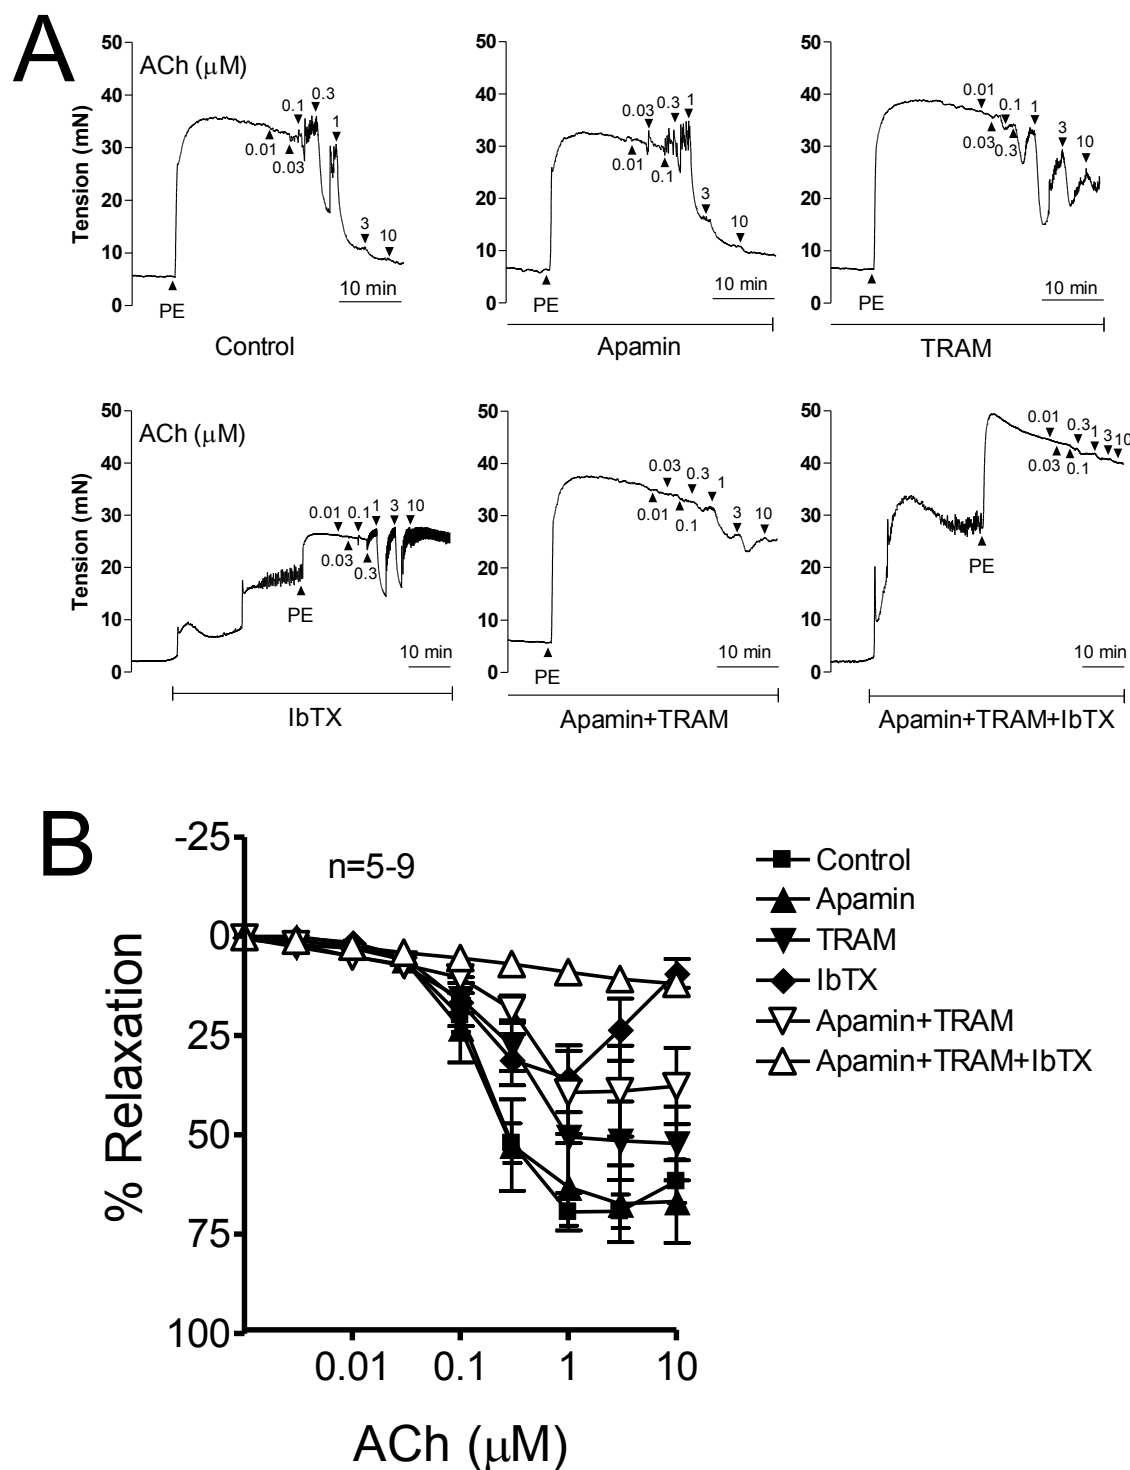 A
ACh (μM)
Tension (mN)
50
40
30
20
10
0
0.01
0.03
0.1
0.3
1
3
10
PE
10 min
Control
50
40
30
20
10
0
0.01
0.03
0.1
0.3
1
3
10
PE
10 min
Apamin
50
40
30
20
10
0
0.01
0.03
0.1
0.3
1
3
10
PE
10 min
TRAM
ACh (μM)
Tension (mN)
50
40
30
20
10
0
0.01
0.03
0.1
0.3
1
3
10
PE
10 min
IbTX
50
40
30
20
10
0
0.01
0.03
0.1
0.3
1
3
10
PE
10 min
Apamin+TRAM
50
40
30
20
10
0
0.01
0.03
0.1
0.3
1
3
10
PE
10 min
Apamin+TRAM+IbTX
B
n=5-9
% Relaxation
-25
0
25
50
75
100
0.01
0.1
1
10
ACh (μM)
Control
Apamin
TRAM
IbTX
Apamin+TRAM
Apamin+TRAM+IbTX